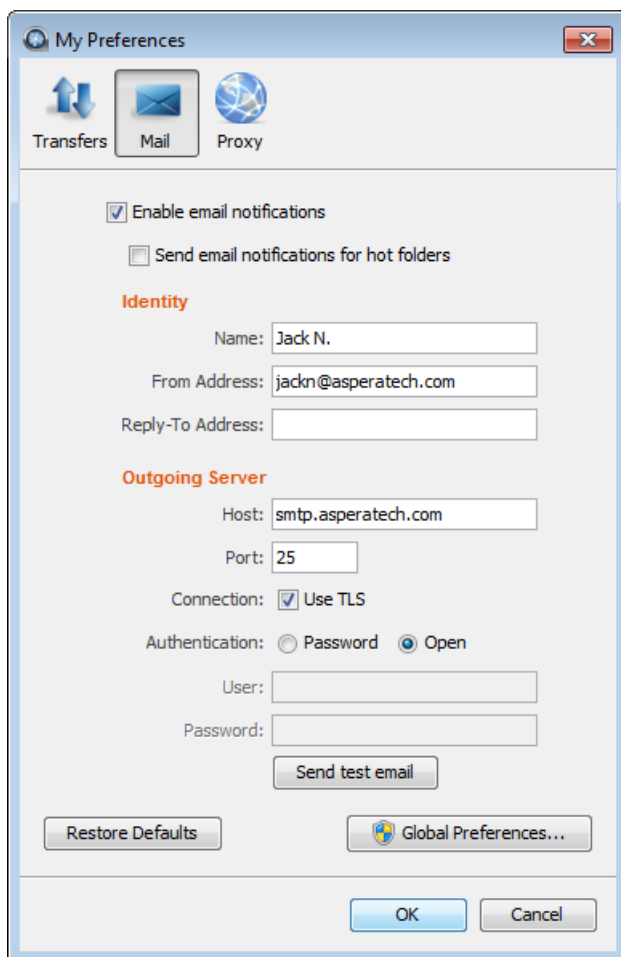 My Preferences
Transfers Mail Proxy
Enable email notifications
Send email notifications for hot folders
Identity
Name: Jack N.
From Address: jackn@asperatech.com
Reply-To Address:
Outgoing Server
Host: smtp.asperatech.com
Port: 25
Connection: Use TLS
Authentication: Password Open
User:
Password:
Send test email
Restore Defaults Global Preferences...
OK Cancel